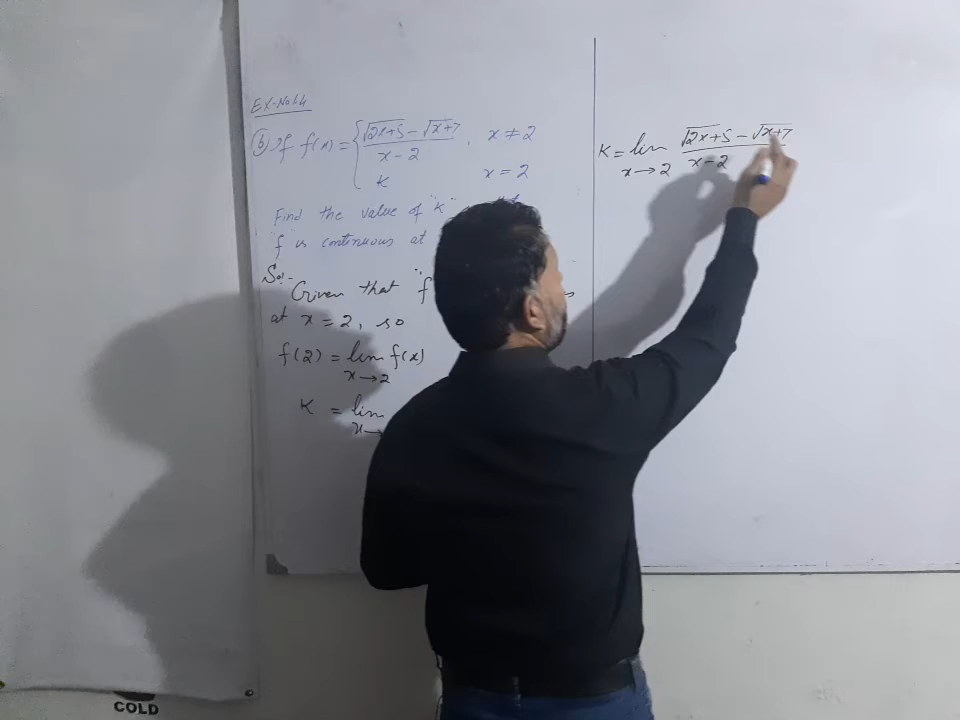 EX-No1.4
(b) If f(x) = { √2x+5 - √x+7 / x-2 , x ≠ 2
K x = 2
Find the value of "K"
"f" is continuous at
Sol:-
Given that "f
at x = 2, so
f(2) = lim f(x)
x→2
K = lim
x→
K = lim √2x+5 - √x+7 / x-2
x→2
COLD